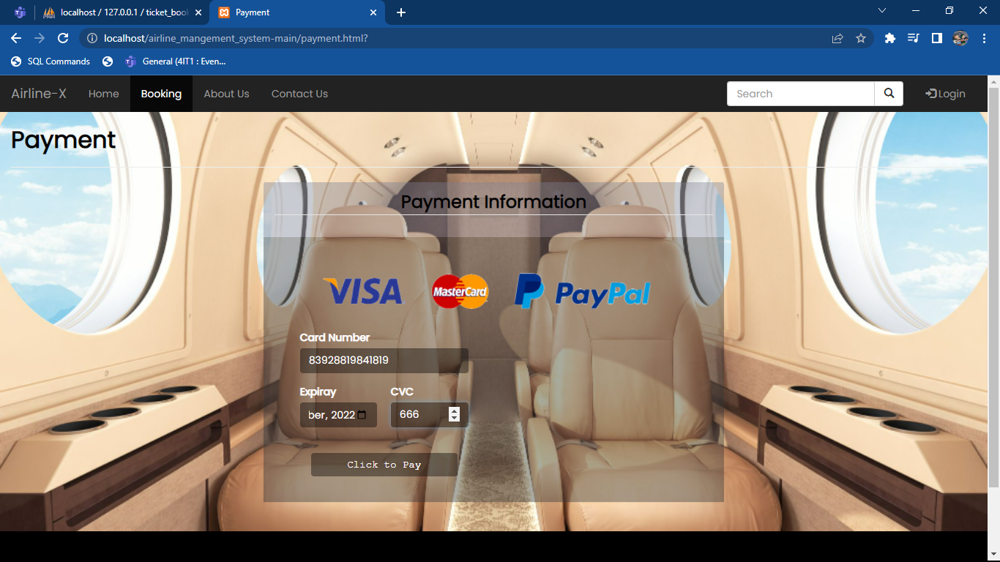 localhost / 127.0.0.1 / ticket_boo
Payment
localhost/airline_mangement_system-main/payment.html?
SQL Commands
General (4IT1 : Even...
Airline-X Home Booking About Us Contact Us Search Login
Payment
Payment Information
VISA MasterCard PayPal
Card Number
83928819841819
Expiray CVC
ber, 2022 666
Click to Pay